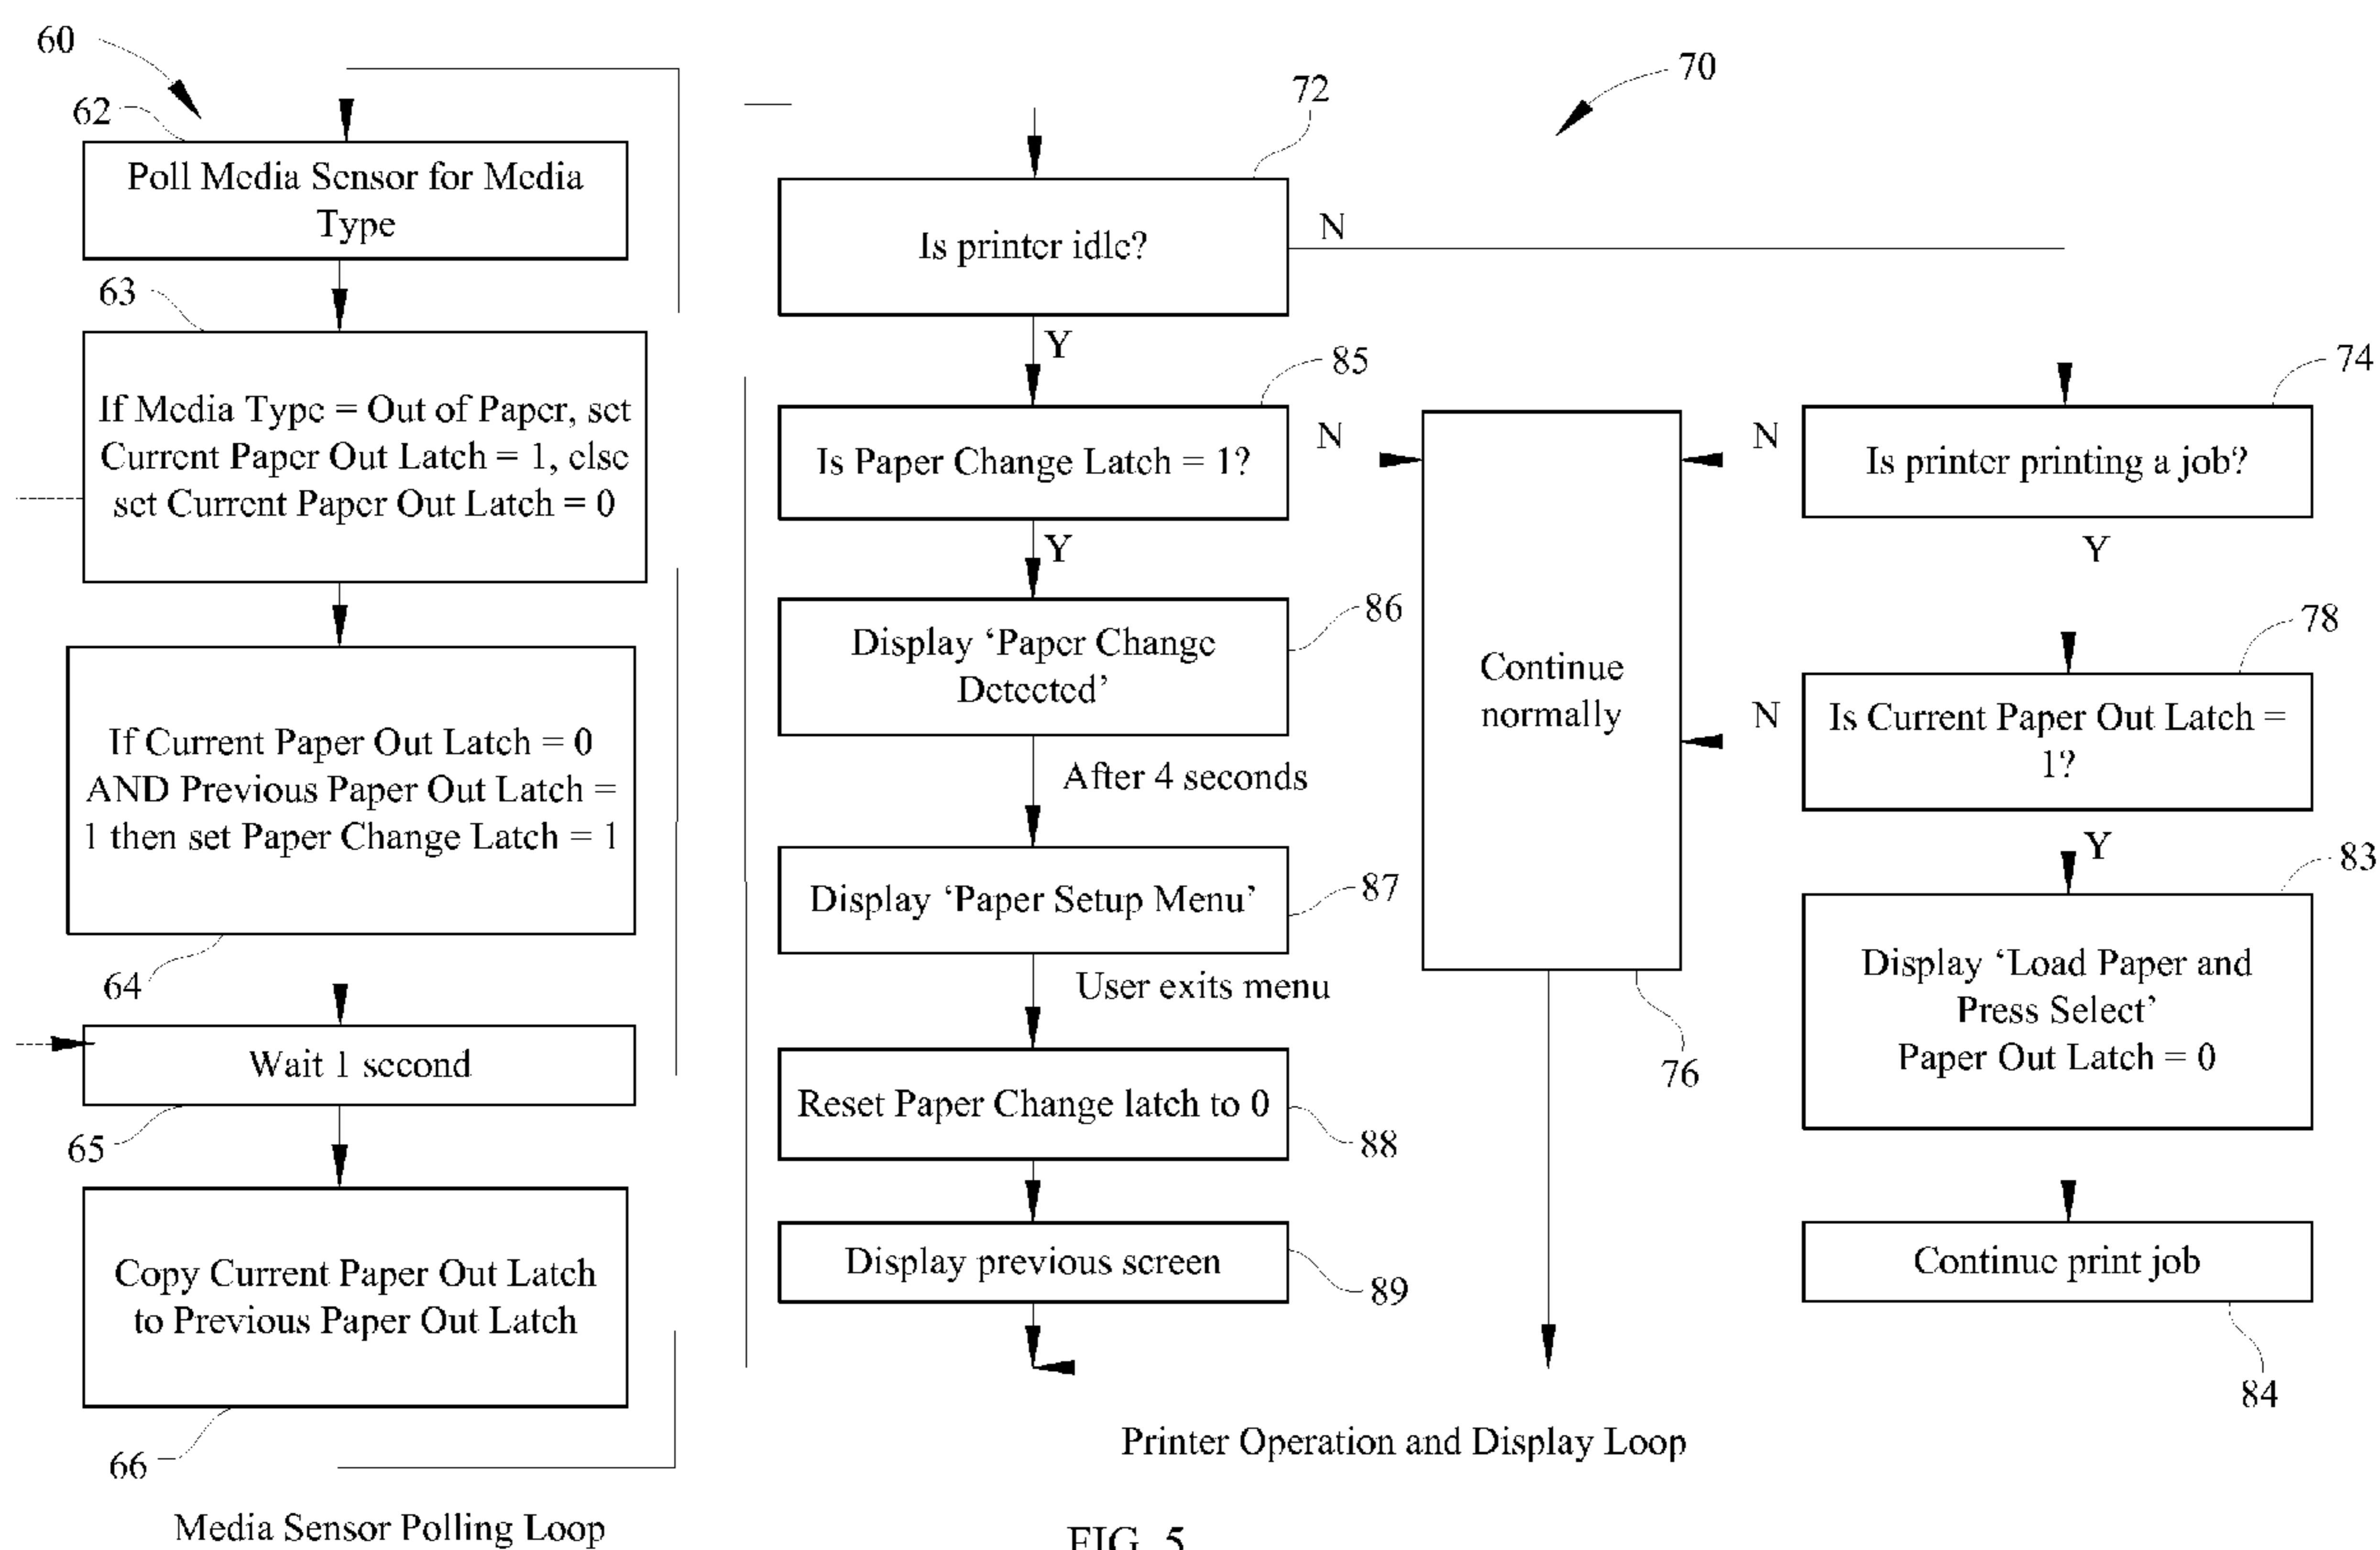 60
62
Poll Media Sensor for Media
Type
63
If Media Type = Out of Paper, set
Current Paper Out Latch = 1, else
set Current Paper Out Latch = 0
If Current Paper Out Latch = 0
AND Previous Paper Out Latch =
1 then set Paper Change Latch = 1
64
Wait 1 second
65
Copy Current Paper Out Latch
to Previous Paper Out Latch
66
Media Sensor Polling Loop
70
72
Is printer idle?
N
Y
85
Is Paper Change Latch = 1?
N
Y
86
Display ‘Paper Change
Detected’
After 4 seconds
Display ‘Paper Setup Menu’
87
User exits menu
Reset Paper Change latch to 0
88
Display previous screen
89
Continue
normally
76
74
N
Is printer printing a job?
Y
78
N
Is Current Paper Out Latch =
1?
Y
83
Display ‘Load Paper and
Press Select’
Paper Out Latch = 0
Continue print job
84
Printer Operation and Display Loop
FIG. 5